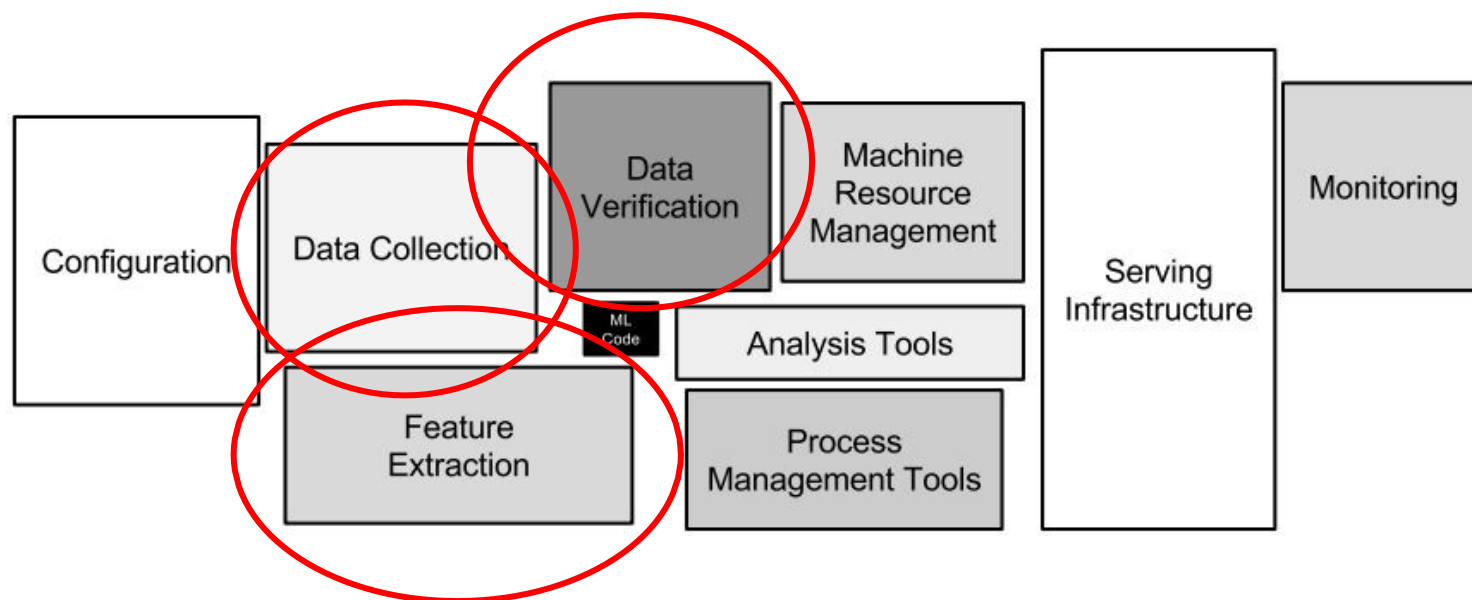 Configuration
Data Collection
Feature
Extraction
Data
Verification
ML
Code
Machine
Resource
Management
Analysis Tools
Process
Management Tools
Serving
Infrastructure
Monitoring